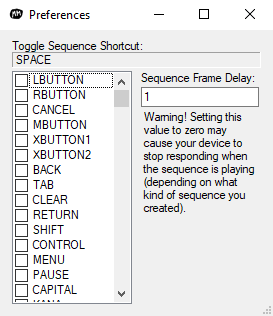 Preferences
Toggle Sequence Shortcut:
SPACE
LBUTTON
RBUTTON
CANCEL
MBUTTON
XBUTTON1
XBUTTON2
BACK
TAB
CLEAR
RETURN
SHIFT
CONTROL
MENU
PAUSE
CAPITAL
Sequence Frame Delay:
1
Warning! Setting this
value to zero may
cause your device to
stop responding when
the sequence is playing
(depending on what
kind of sequence you
created).